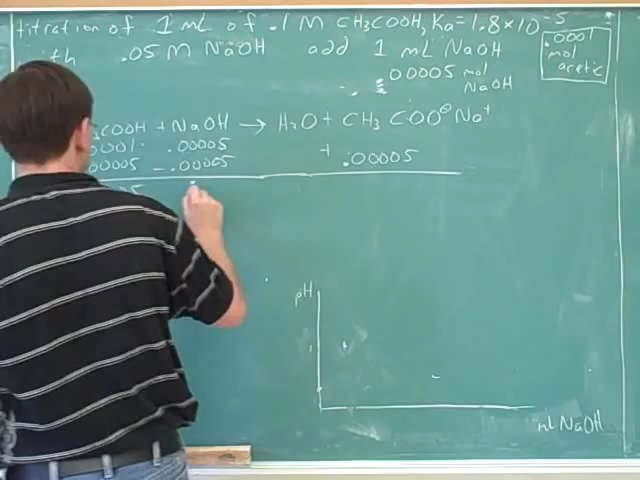 titration of 1 mL of .1 M CH₃COOH, Ka = 1.8×10⁻⁵
.05 M NaOH add 1 mL NaOH
.0001 mol acetic
.00005 mol NaOH
COOH + NaOH → H₂O + CH₃COO⊖Na⁺
0001 .00005
00005 - .00005 + .00005
pH
mL NaOH